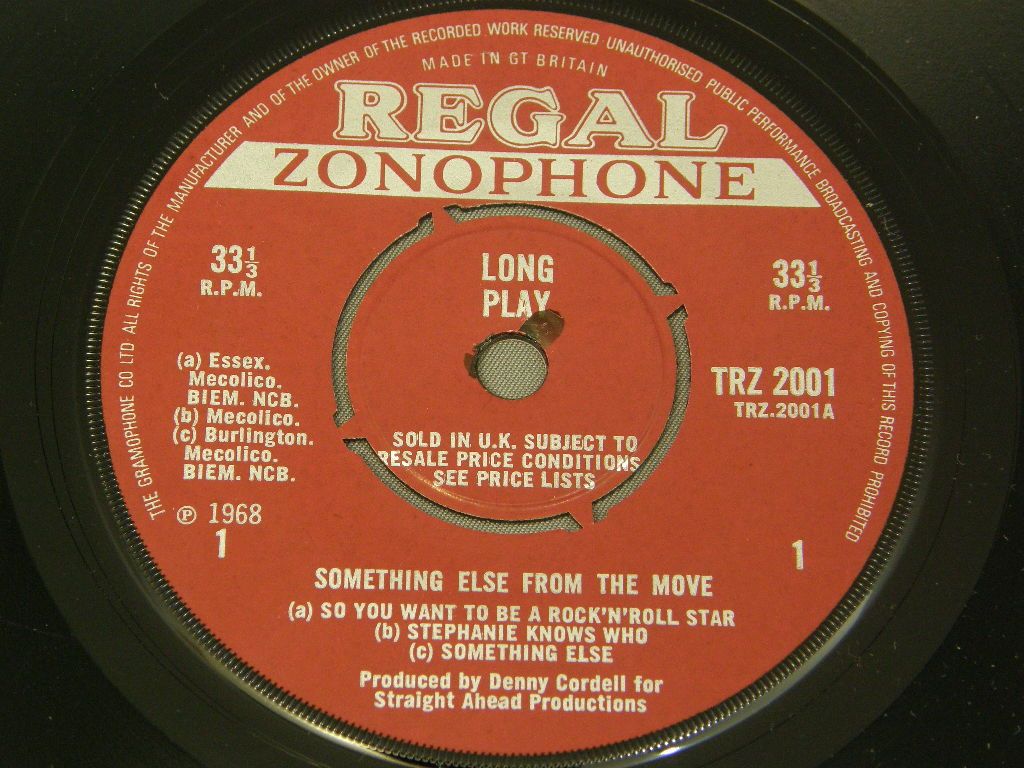 THE GRAMOPHONE CO LTD ALL RIGHTS OF THE MANUFACTURER AND OF THE OWNER OF THE RECORDED WORK RESERVED UNAUTHORISED PUBLIC PERFORMANCE BROADCASTING AND COPYING OF THIS RECORD PROHIBITED
MADE IN GT BRITAIN
REGAL
ZONOPHONE
33⅓
R.P.M.
LONG
PLAY
33⅓
R.P.M.
(a) Essex.
Mecolico.
BIEM. NCB.
(b) Mecolico.
(c) Burlington.
Mecolico.
BIEM. NCB.
TRZ 2001
TRZ.2001A
SOLD IN U.K. SUBJECT TO
RESALE PRICE CONDITIONS
SEE PRICE LISTS
℗ 1968
1
1
SOMETHING ELSE FROM THE MOVE
(a) SO YOU WANT TO BE A ROCK'N'ROLL STAR
(b) STEPHANIE KNOWS WHO
(c) SOMETHING ELSE
Produced by Denny Cordell for
Straight Ahead Productions